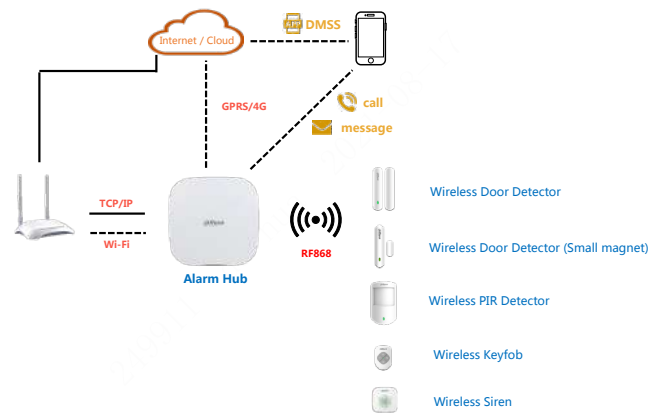 Internet / Cloud
DMSS
GPRS/4G
call
message
TCP/IP
Wi-Fi
alhua
Alarm Hub
RF868
Wireless Door Detector
Wireless Door Detector (Small magnet)
Wireless PIR Detector
Wireless Keyfob
Wireless Siren